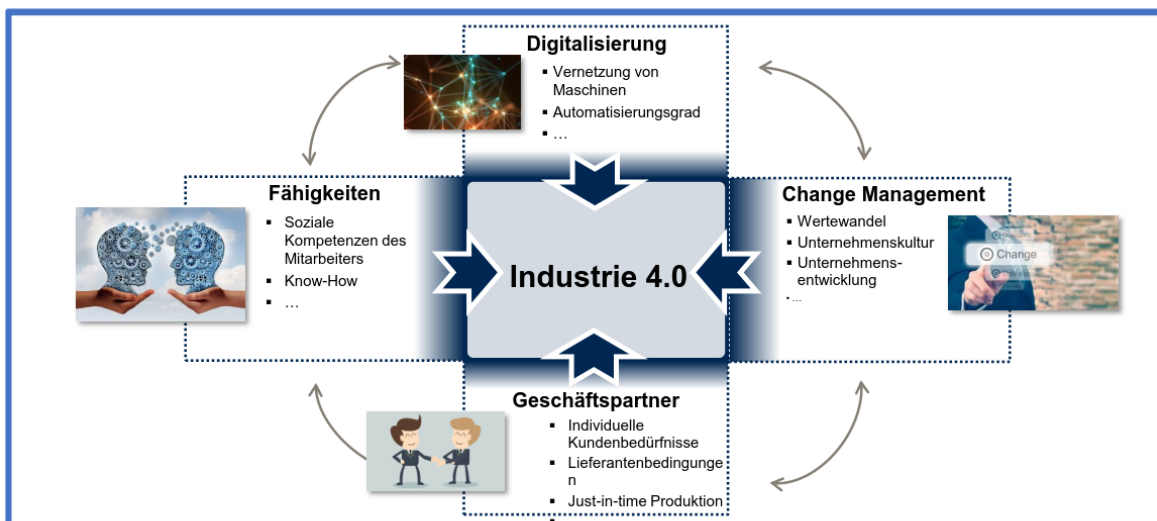 Digitalisierung
▪ Vernetzung von
Maschinen
▪ Automatisierungsgrad
▪ …
Fähigkeiten
▪ Soziale
Kompetenzen des
Mitarbeiters
▪ Know-How
▪ …
Industrie 4.0
Change Management
▪ Wertewandel
▪ Unternehmenskultur
▪ Unternehmens-
entwicklung
▪ ...
Change
Geschäftspartner
▪ Individuelle
Kundenbedürfnisse
▪ Lieferantenbedingunge
n
▪ Just-in-time Produktion